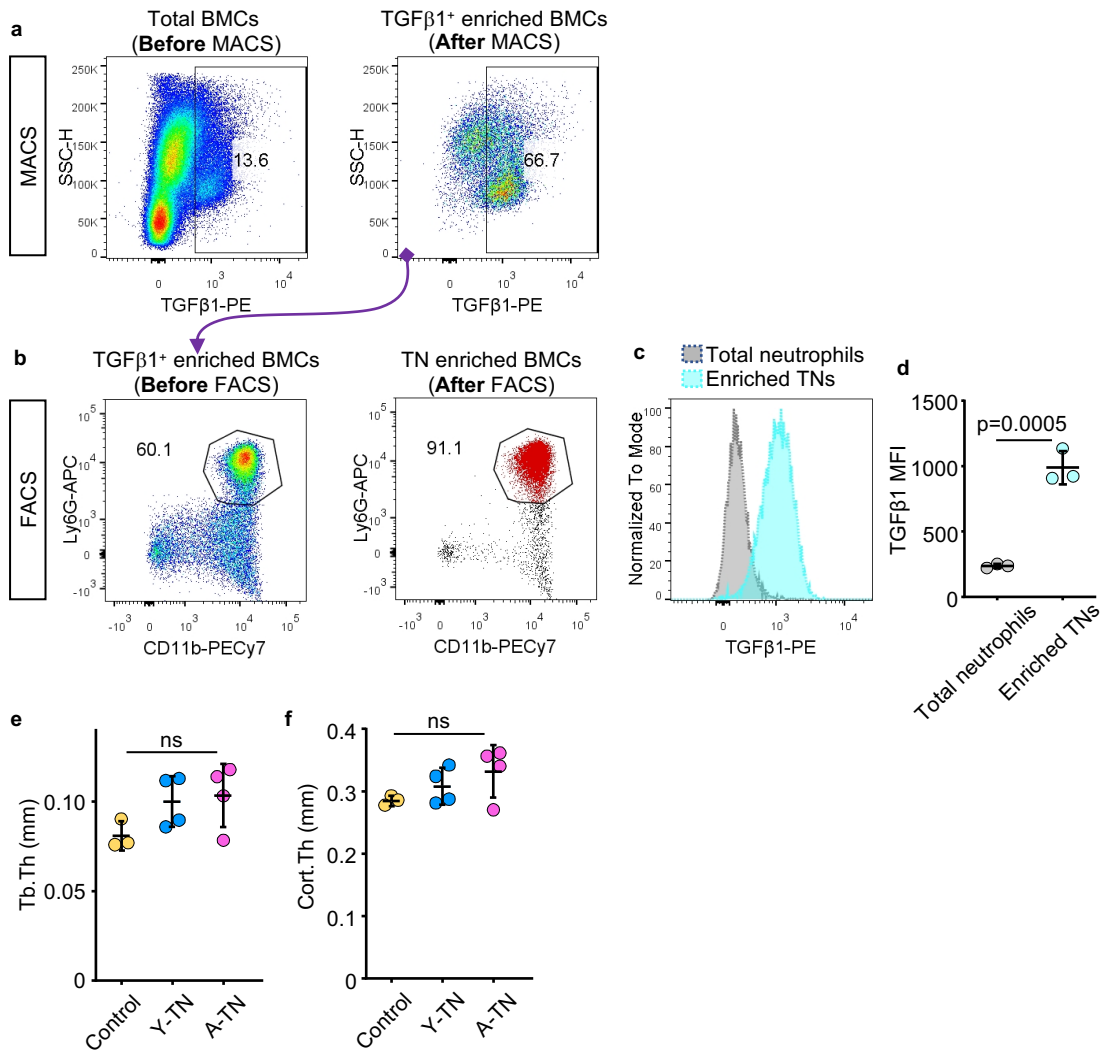 a
Total BMCs
(Before MACS)
TGFβ1⁺ enriched BMCs
(After MACS)
MACS
SSC-H
250K
200K
150K
100K
50K
0
13.6
0
10³
10⁴
TGFβ1-PE
SSC-H
250K
200K
150K
100K
50K
0
66.7
0
10³
10⁴
TGFβ1-PE
b
TGFβ1⁺ enriched BMCs
(Before FACS)
TN enriched BMCs
(After FACS)
FACS
Ly6G-APC
10⁵
10⁴
10³
0
-10³
60.1
-10³
0
10³
10⁴
10⁵
CD11b-PECy7
Ly6G-APC
10⁵
10⁴
10³
0
-10³
91.1
-10³
0
10³
10⁴
10⁵
CD11b-PECy7
c
Total neutrophils
Enriched TNs
Normalized To Mode
100
80
60
40
20
0
0
10³
10⁴
TGFβ1-PE
d
TGFβ1 MFI
1500
1000
500
0
p=0.0005
Total neutrophils
Enriched TNs
e
Tb.Th (mm)
0.10
0.05
0
ns
Control
Y-TN
A-TN
f
Cort.Th (mm)
0.4
0.3
0.2
0.1
0
ns
Control
Y-TN
A-TN